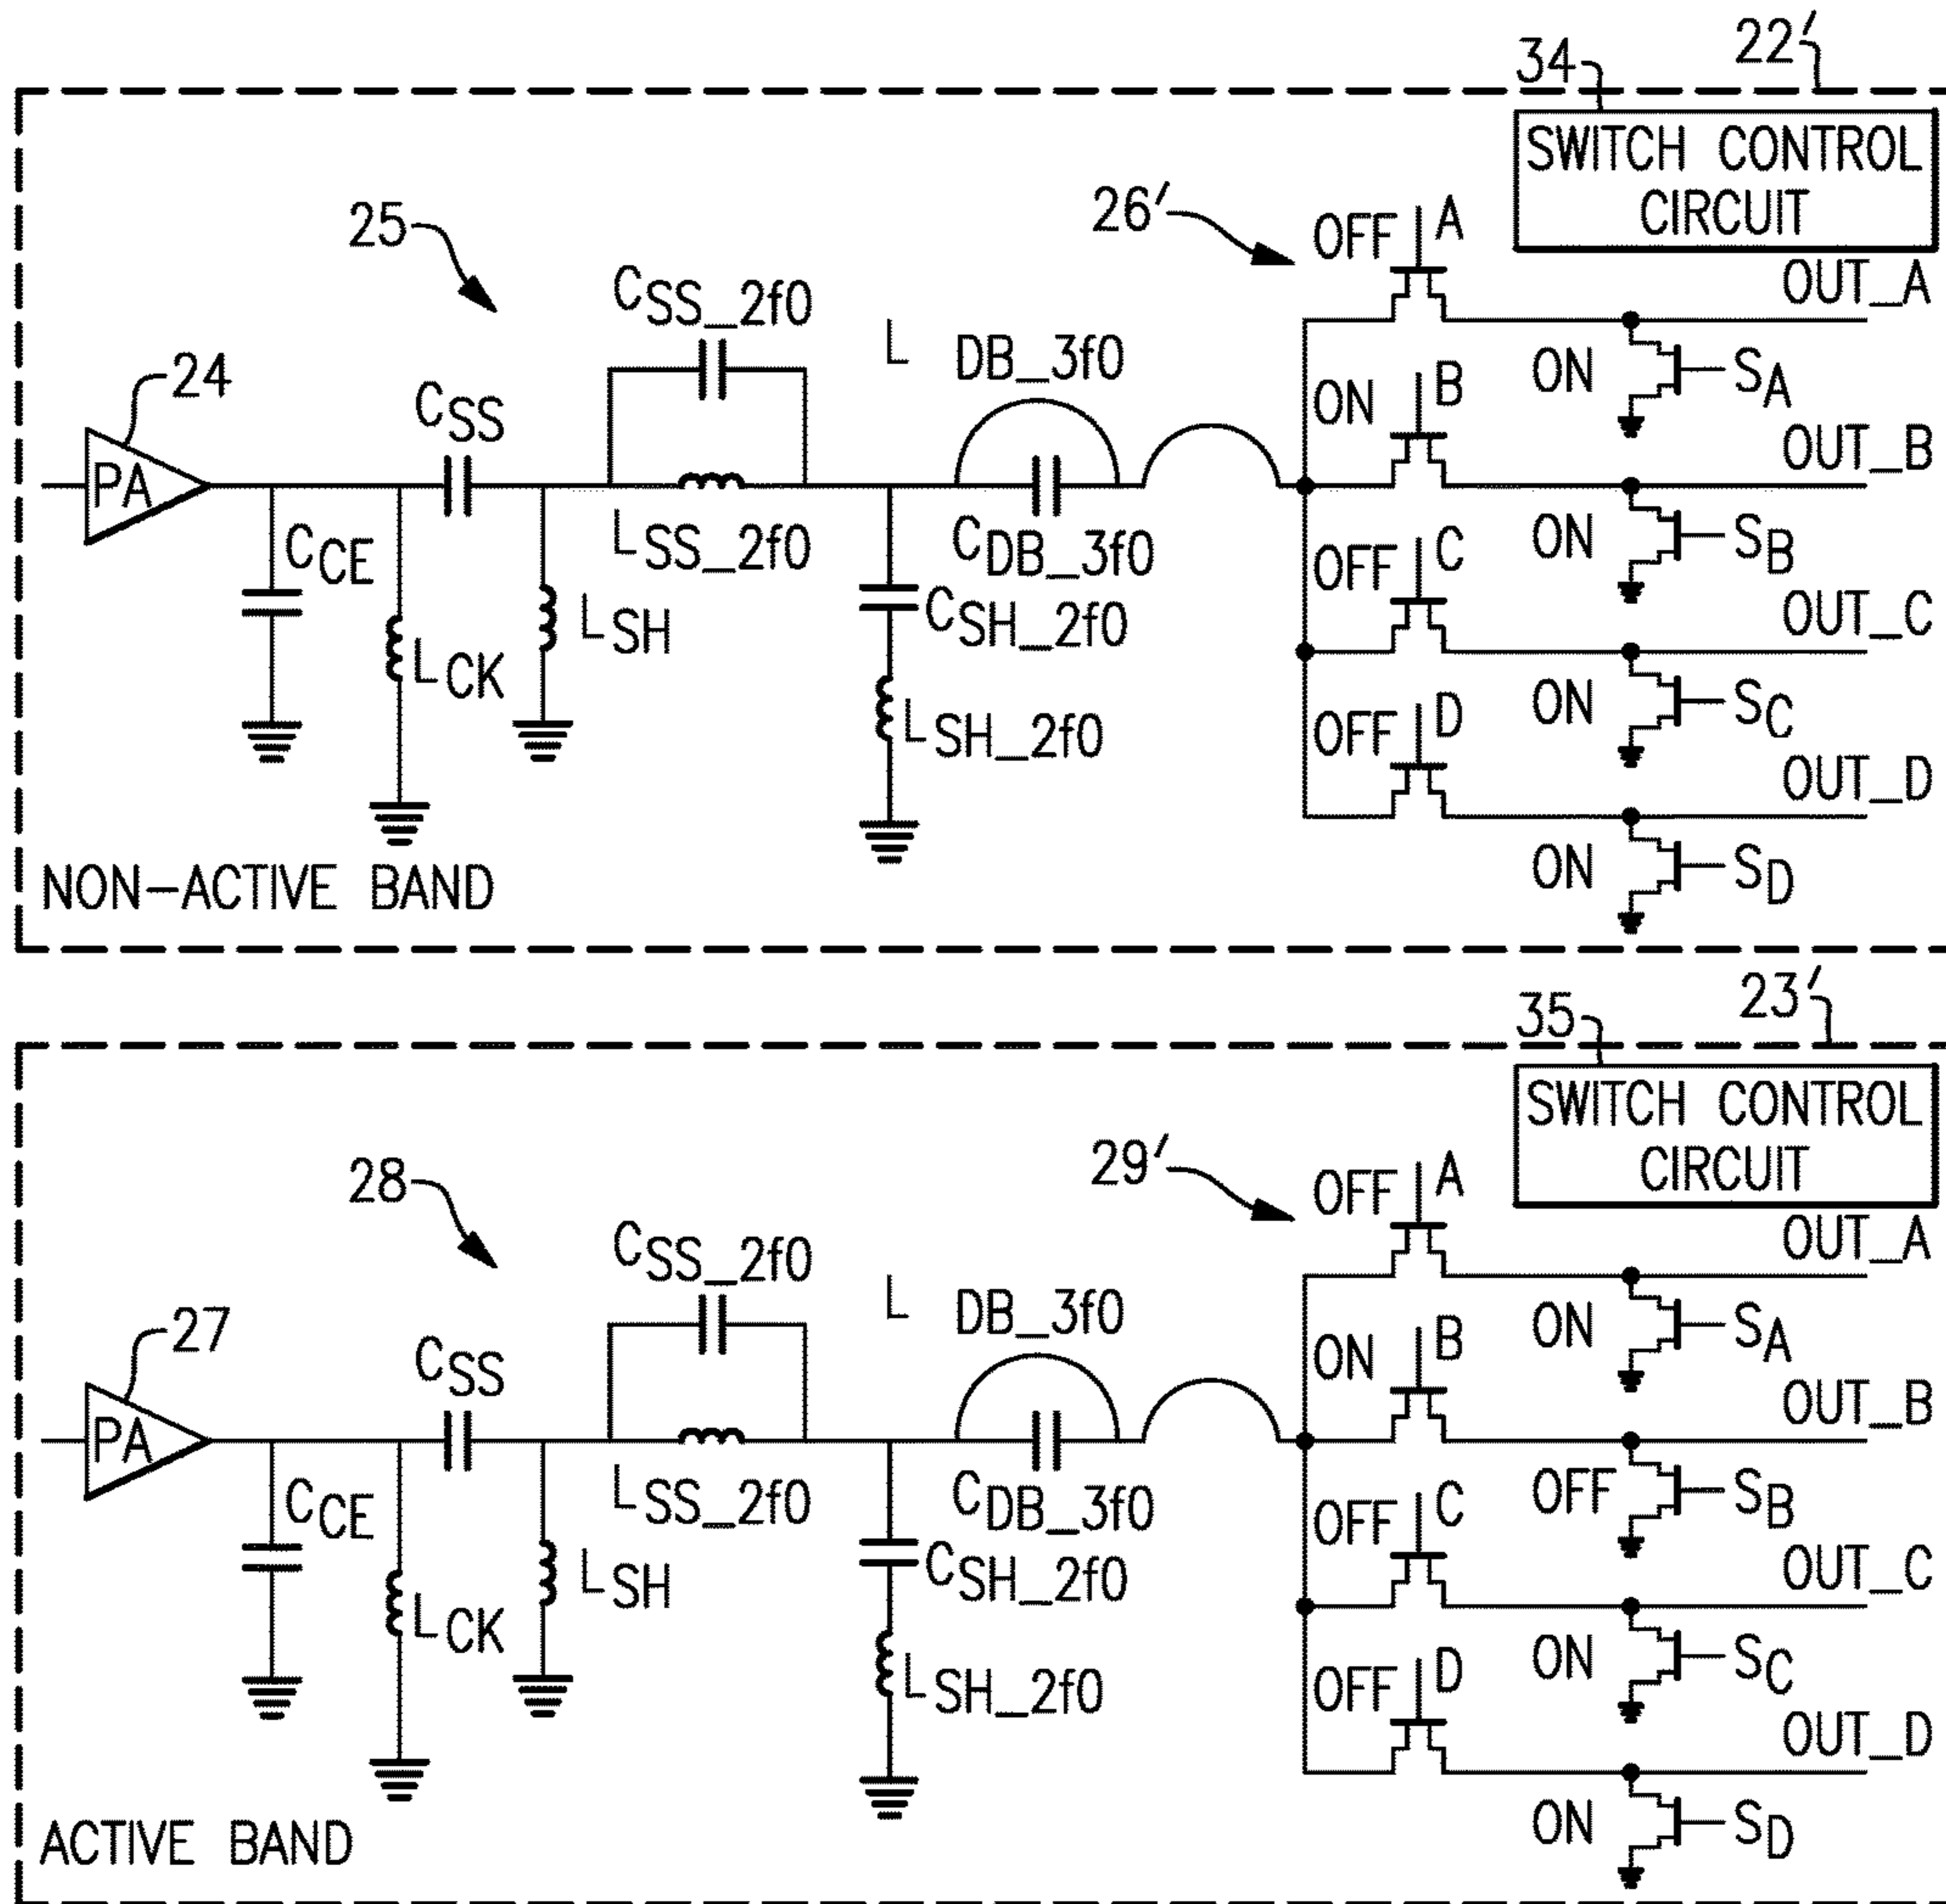 22'
34
SWITCH CONTROL
CIRCUIT
25
26'
OFF A
OUT_A
CSS_2f0
L DB_3f0
24
CSS
ON SA
ON B
OUT_B
PA
CCE
LSS_2f0
CDB_3f0
ON SB
OFF C
OUT_C
LSH
CSH_2f0
LCK
ON SC
OFF D
LSH_2f0
OUT_D
ON SD
NON-ACTIVE BAND
23'
35
SWITCH CONTROL
CIRCUIT
28
29'
OFF A
OUT_A
CSS_2f0
L DB_3f0
27
CSS
ON SA
ON B
OUT_B
PA
CCE
LSS_2f0
CDB_3f0
OFF SB
OFF C
OUT_C
LSH
CSH_2f0
LCK
ON SC
OFF D
LSH_2f0
OUT_D
ON SD
ACTIVE BAND